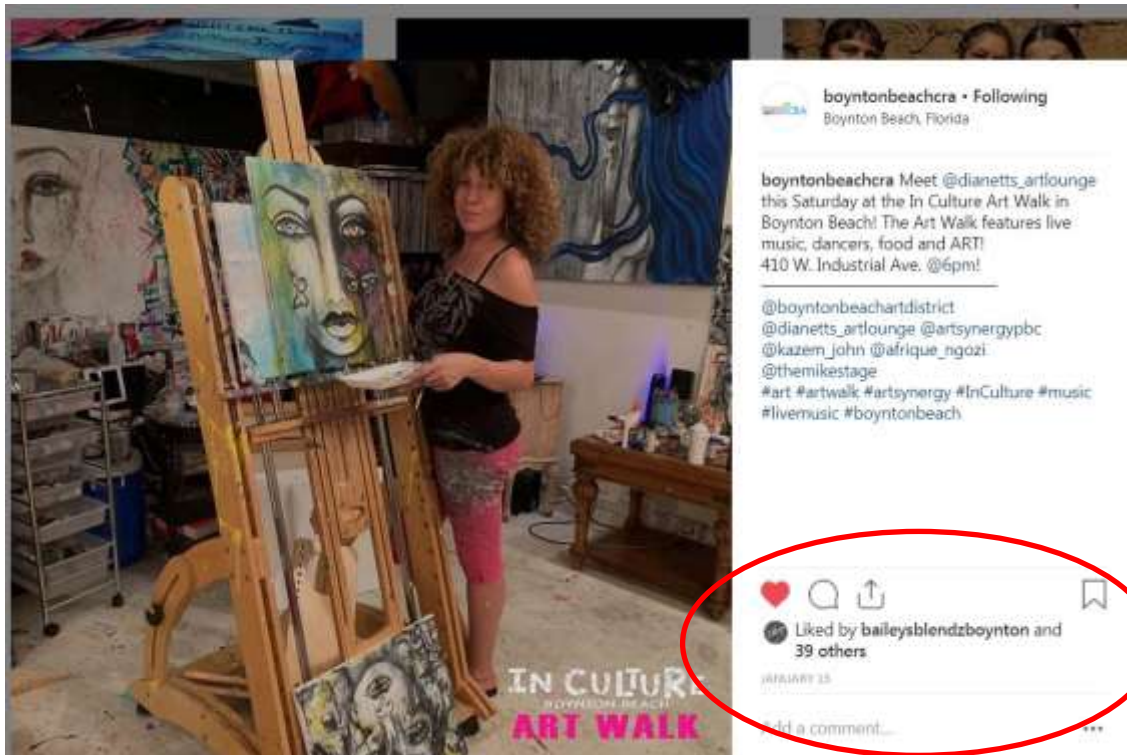 boyntonbeachcra • Following
Boynton Beach, Florida
boyntonbeachcra Meet @dianetts_artlounge
this Saturday at the In Culture Art Walk in
Boynton Beach! The Art Walk features live
music, dancers, food and ART!
410 W. Industrial Ave. @6pm!
@boyntonbeachartdistrict
@dianetts_artlounge @artsynergypbc
@kazem_john @afrique_ngozi
@themikestage
#art #artwalk #artsynergy #InCulture #music
#livemusic #boyntonbeach
Liked by baileysblendzboynton and
39 others
JANUARY 15
Add a comment...
IN CULTURE
BOYNTON BEACH
ART WALK